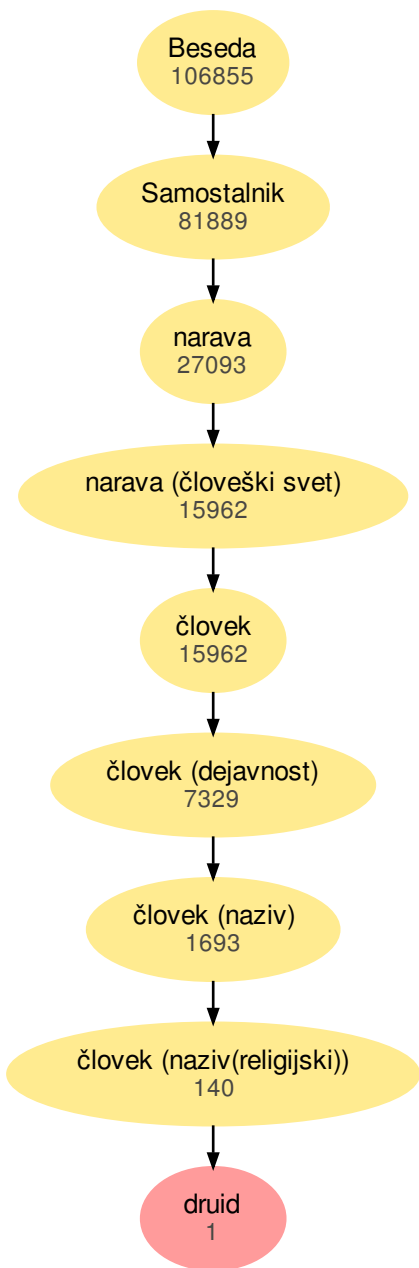 Beseda
106855
Samostalnik
81889
narava
27093
narava (človeški svet)
15962
človek
15962
človek (dejavnost)
7329
človek (naziv)
1693
človek (naziv(religijski))
140
druid
1